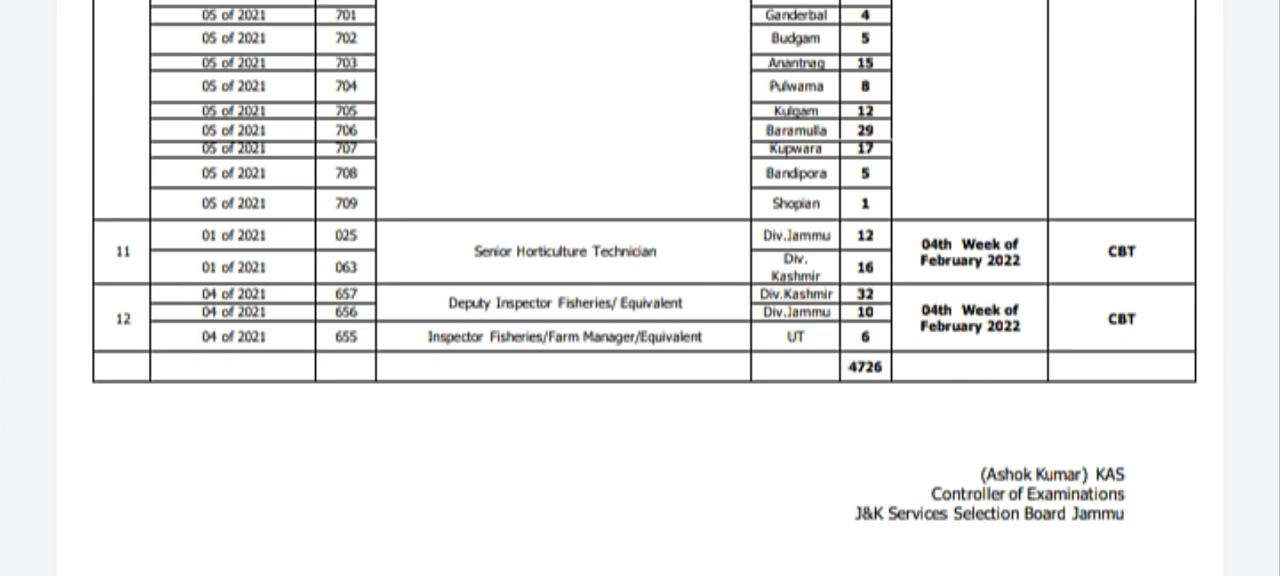 05 of 2021 701 Ganderbal 4
05 of 2021 702 Budgam 5
05 of 2021 703 Anantnag 15
05 of 2021 704 Pulwama 8
05 of 2021 705 Kulgam 12
05 of 2021 706 Baramulla 29
05 of 2021 707 Kupwara 17
05 of 2021 708 Bandipora 5
05 of 2021 709 Shopian 1
11 01 of 2021 025 Senior Horticulture Technician Div.Jammu 12 04th Week of February 2022 CBT
01 of 2021 063 Div. Kashmir 16
12 04 of 2021 657 Deputy Inspector Fisheries/ Equivalent Div.Kashmir 32 04th Week of February 2022 CBT
04 of 2021 656 Div.Jammu 10
04 of 2021 655 Inspector Fisheries/Farm Manager/Equivalent UT 6
4726
(Ashok Kumar) KAS
Controller of Examinations
J&K Services Selection Board Jammu